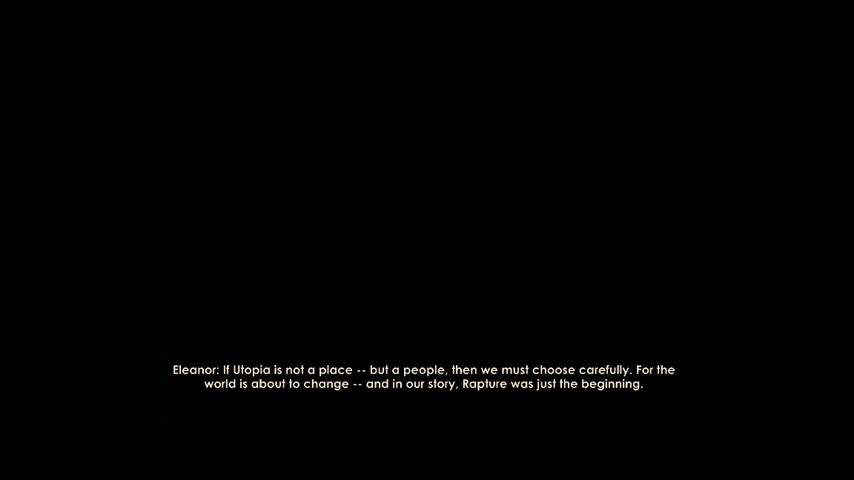 Eleanor: If Utopia is not a place -- but a people, then we must choose carefully. For the
world is about to change -- and in our story, Rapture was just the beginning.